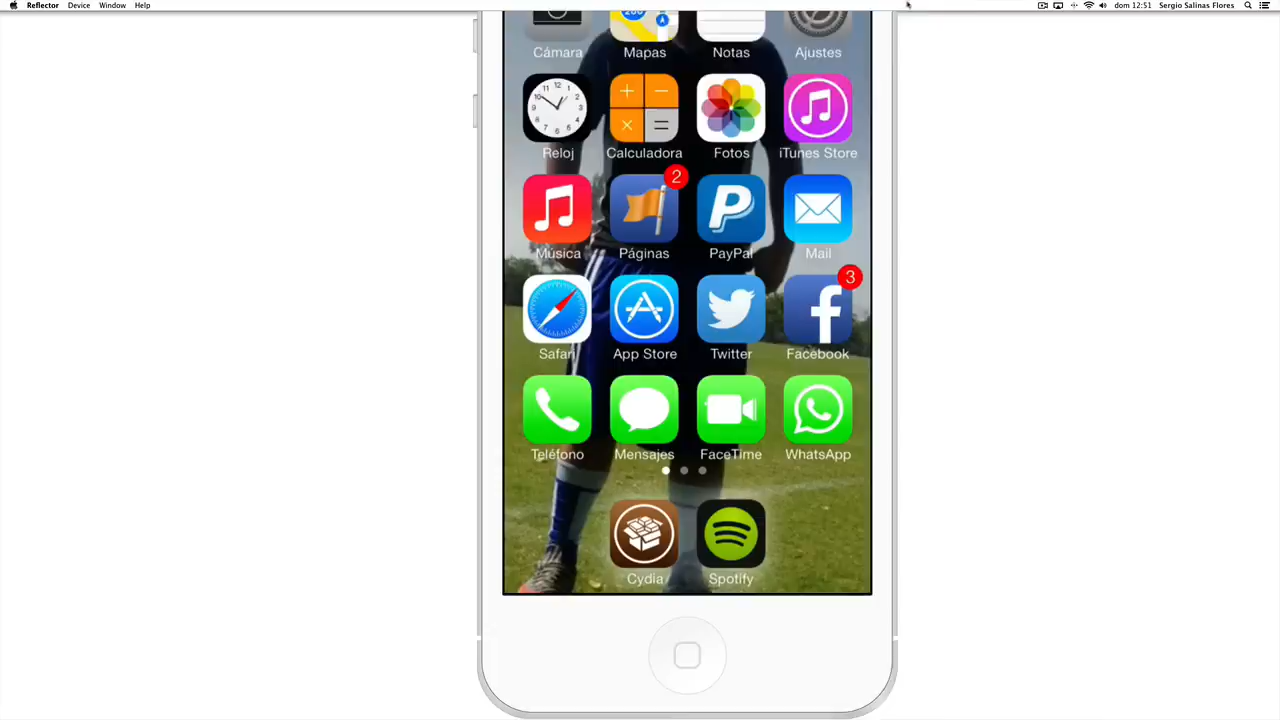 Reflector Device Window Help dom 12:51 Sergio Salinas Flores
280
Cámara Mapas Notas Ajustes
Reloj Calculadora Fotos iTunes Store
2
Música Páginas PayPal Mail
3
Safari App Store Twitter Facebook
Teléfono Mensajes FaceTime WhatsApp
Cydia Spotify